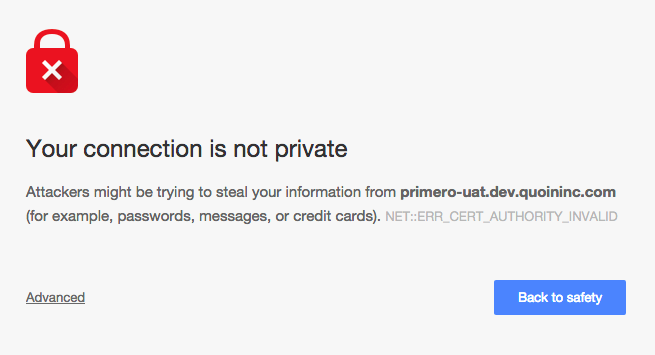 Your connection is not private
Attackers might be trying to steal your information from primero-uat.dev.quoininc.com
(for example, passwords, messages, or credit cards). NET::ERR_CERT_AUTHORITY_INVALID
Advanced
Back to safety